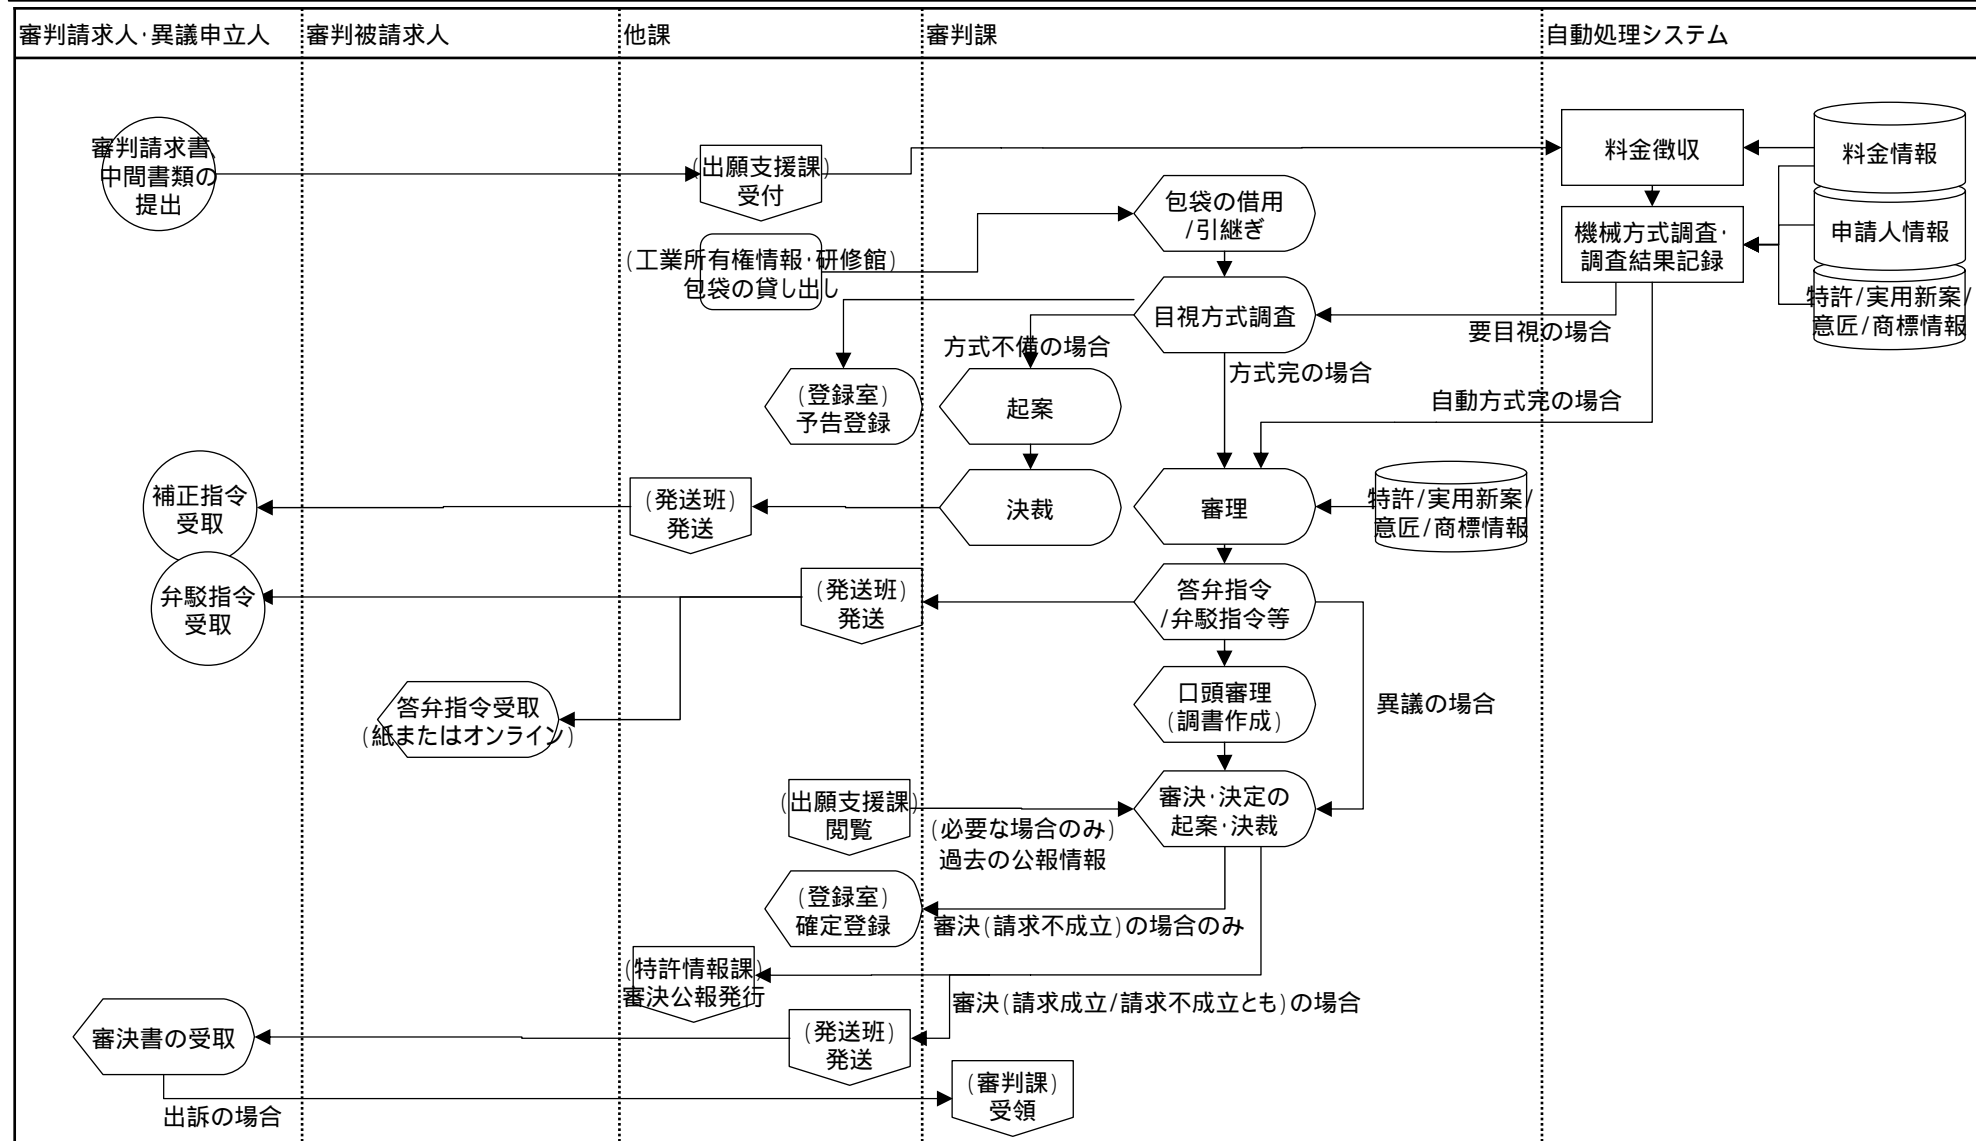 審判請求人・異議申立人
審判被請求人
他課
審判課
自動処理システム
審判請求書、
中間書類の
提出
(出願支援課)
受付
料金徴収
料金情報
包袋の借用
/引継ぎ
(工業所有権情報・研修館)
包袋の貸し出し
機械方式調査・
調査結果記録
申請人情報
目視方式調査
特許/実用新案/
意匠/商標情報
要目視の場合
方式不備の場合
方式完の場合
(登録室)
予告登録
起案
自動方式完の場合
補正指令
受取
(発送班)
発送
決裁
審理
特許/実用新案/
意匠/商標情報
弁駁指令
受取
(発送班)
発送
答弁指令
/弁駁指令等
答弁指令受取
(紙またはオンライン)
口頭審理
(調書作成)
異議の場合
(出願支援課)
閲覧
(必要な場合のみ)
過去の公報情報
審決・決定の
起案・決裁
(登録室)
確定登録
審決(請求不成立)の場合のみ
(特許情報課)
審決公報発行
審決(請求成立/請求不成立とも)の場合
審決書の受取
(発送班)
発送
(審判課)
受領
出訴の場合